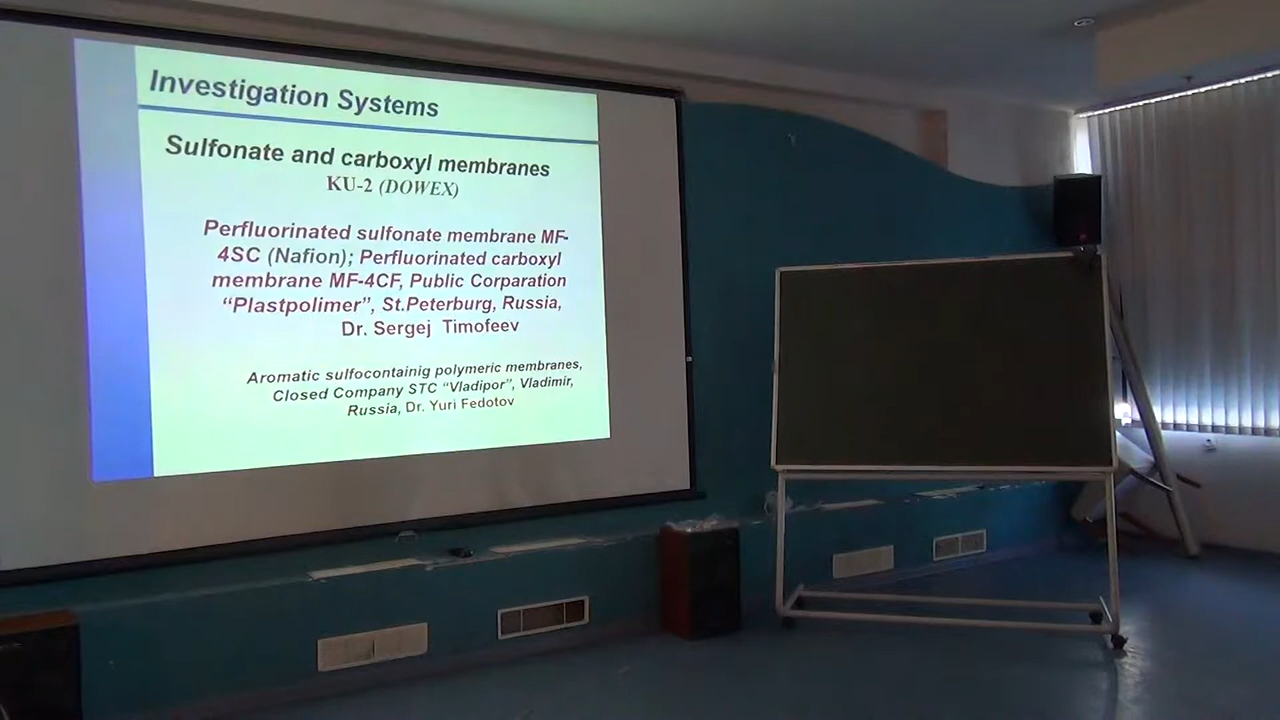 Investigation Systems
Sulfonate and carboxyl membranes
KU-2 (DOWEX)
Perfluorinated sulfonate membrane MF-
4SC (Nafion); Perfluorinated carboxyl
membrane MF-4CF, Public Corparation
“Plastpolimer”, St.Peterburg, Russia,
Dr. Sergej Timofeev
Aromatic sulfocontainig polymeric membranes,
Closed Company STC “Vladipor”, Vladimir,
Russia, Dr. Yuri Fedotov